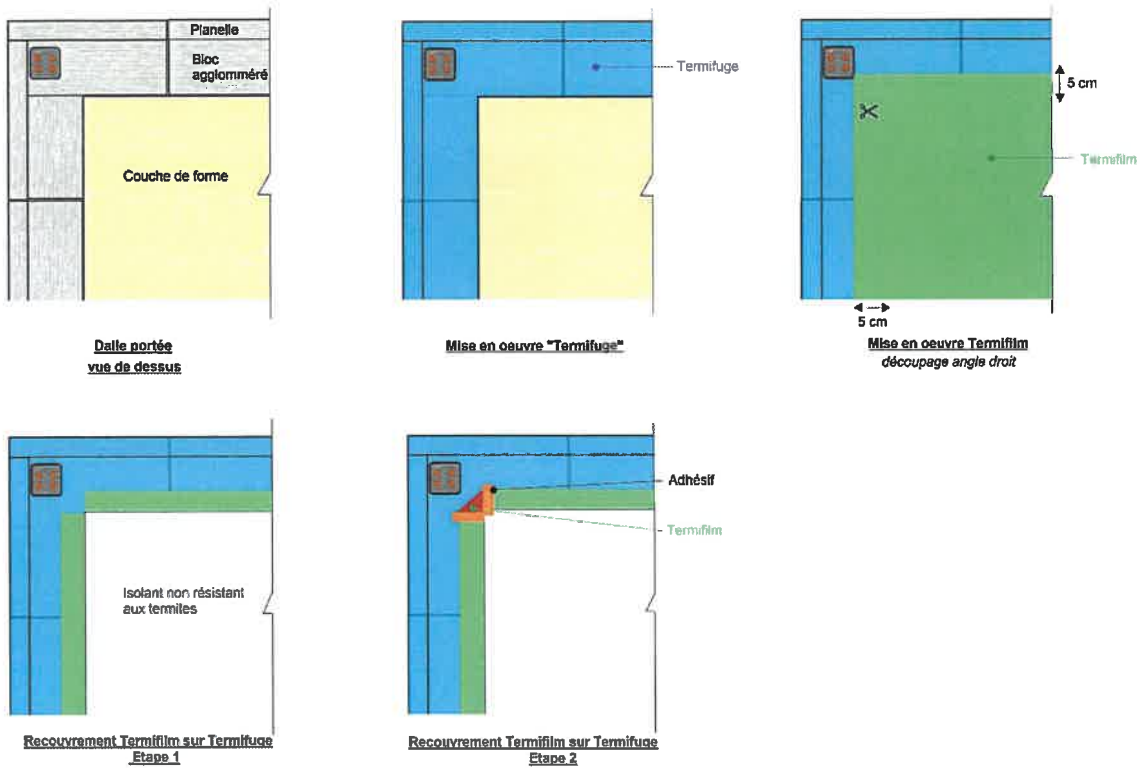 Planelle
Bloc
agglomméré
Couche de forme
Dalle portée
vue de dessus
Termifuge
Mise en oeuvre "Termifuge"
5 cm
Termifilm
5 cm
Mise en oeuvre Termifilm
découpage angle droit
Isolant non résistant
aux termites
Recouvrement Termifilm sur Termifuge
Etape 1
Adhésif
Termifilm
Recouvrement Termifilm sur Termifuge
Etape 2